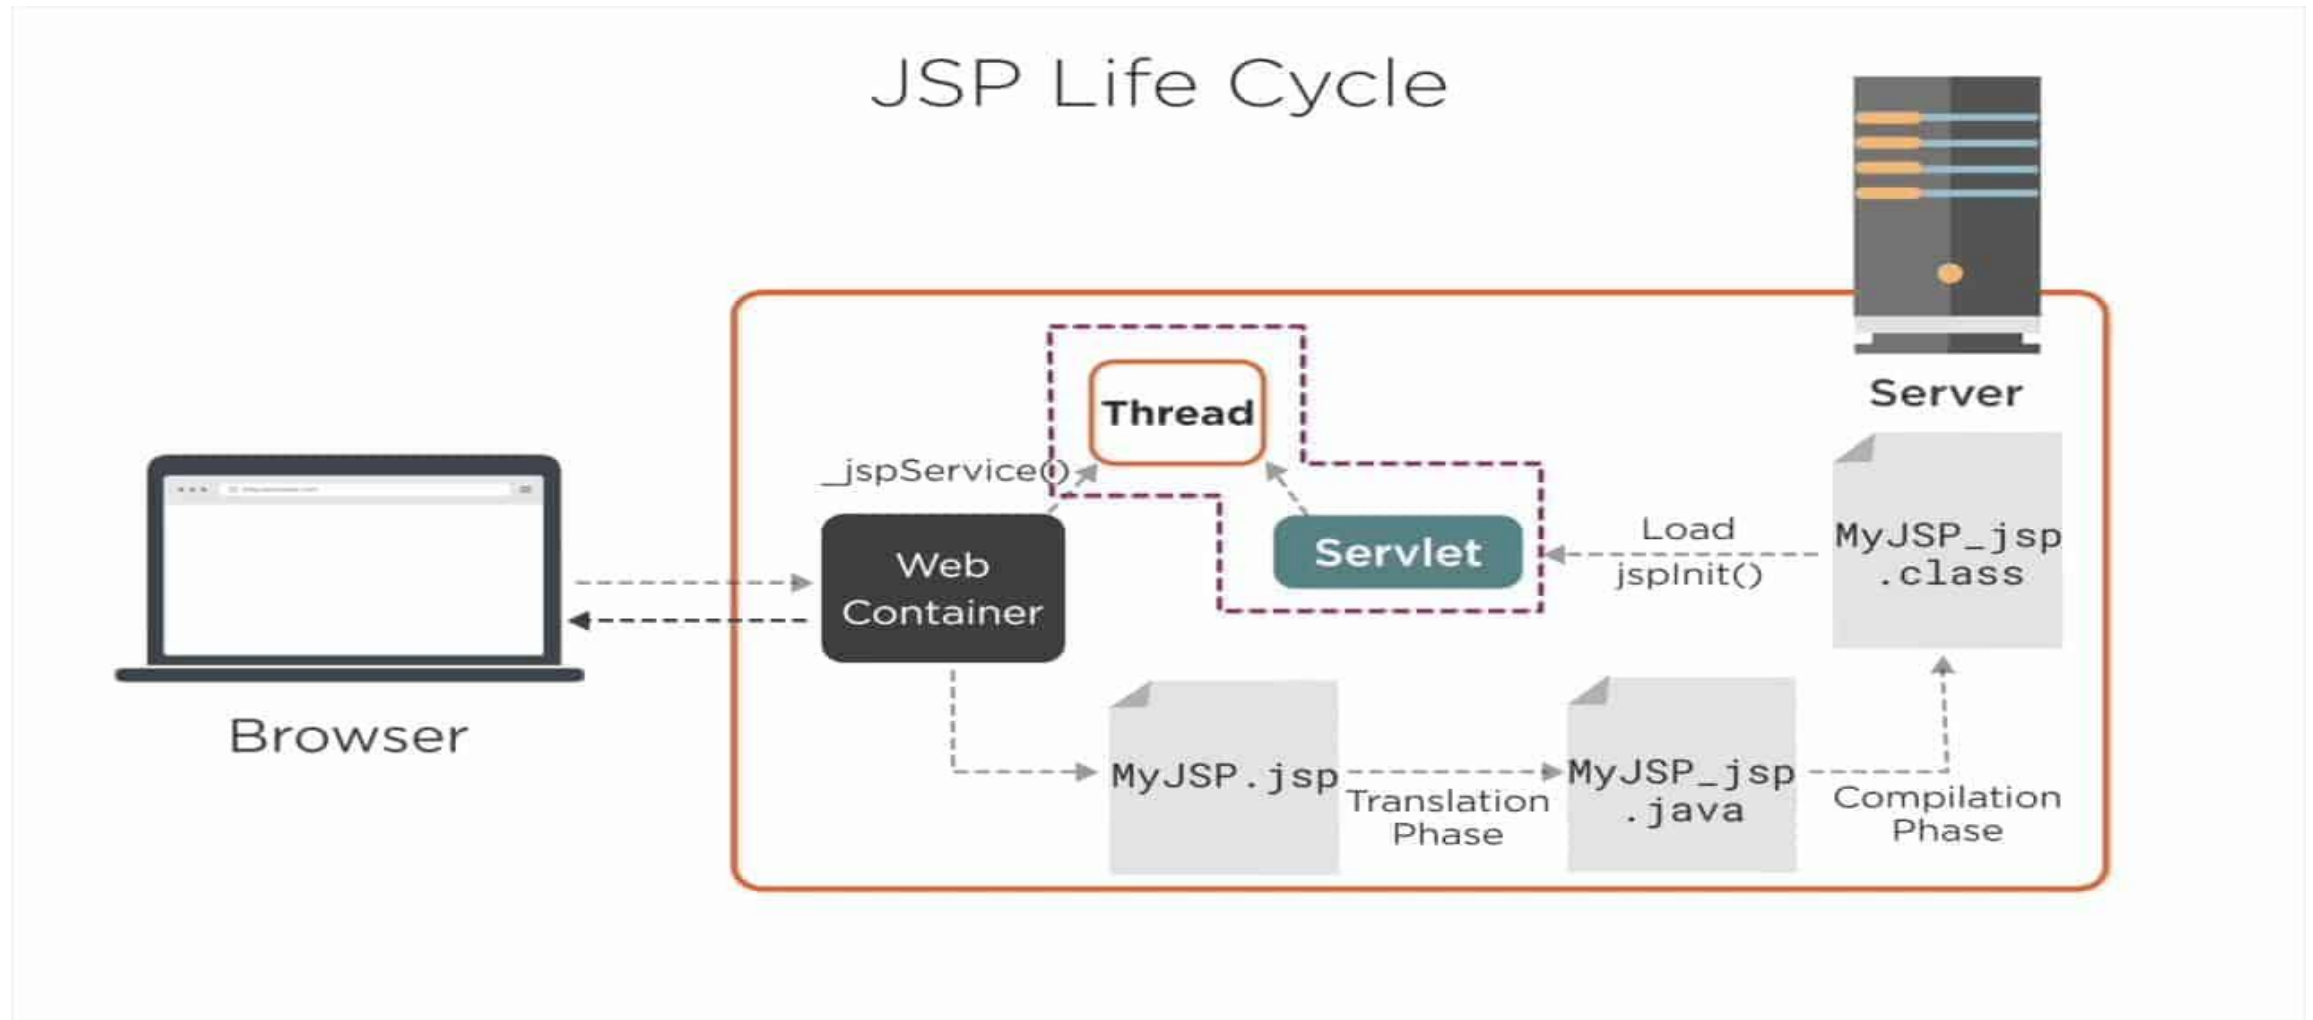 JSP Life Cycle
Server
Thread
_jspService()
Web
Container
Servlet
Load
jspInit()
MyJSP_jsp
.class
Browser
MyJSP.jsp
Translation
Phase
MyJSP_jsp
.java
Compilation
Phase